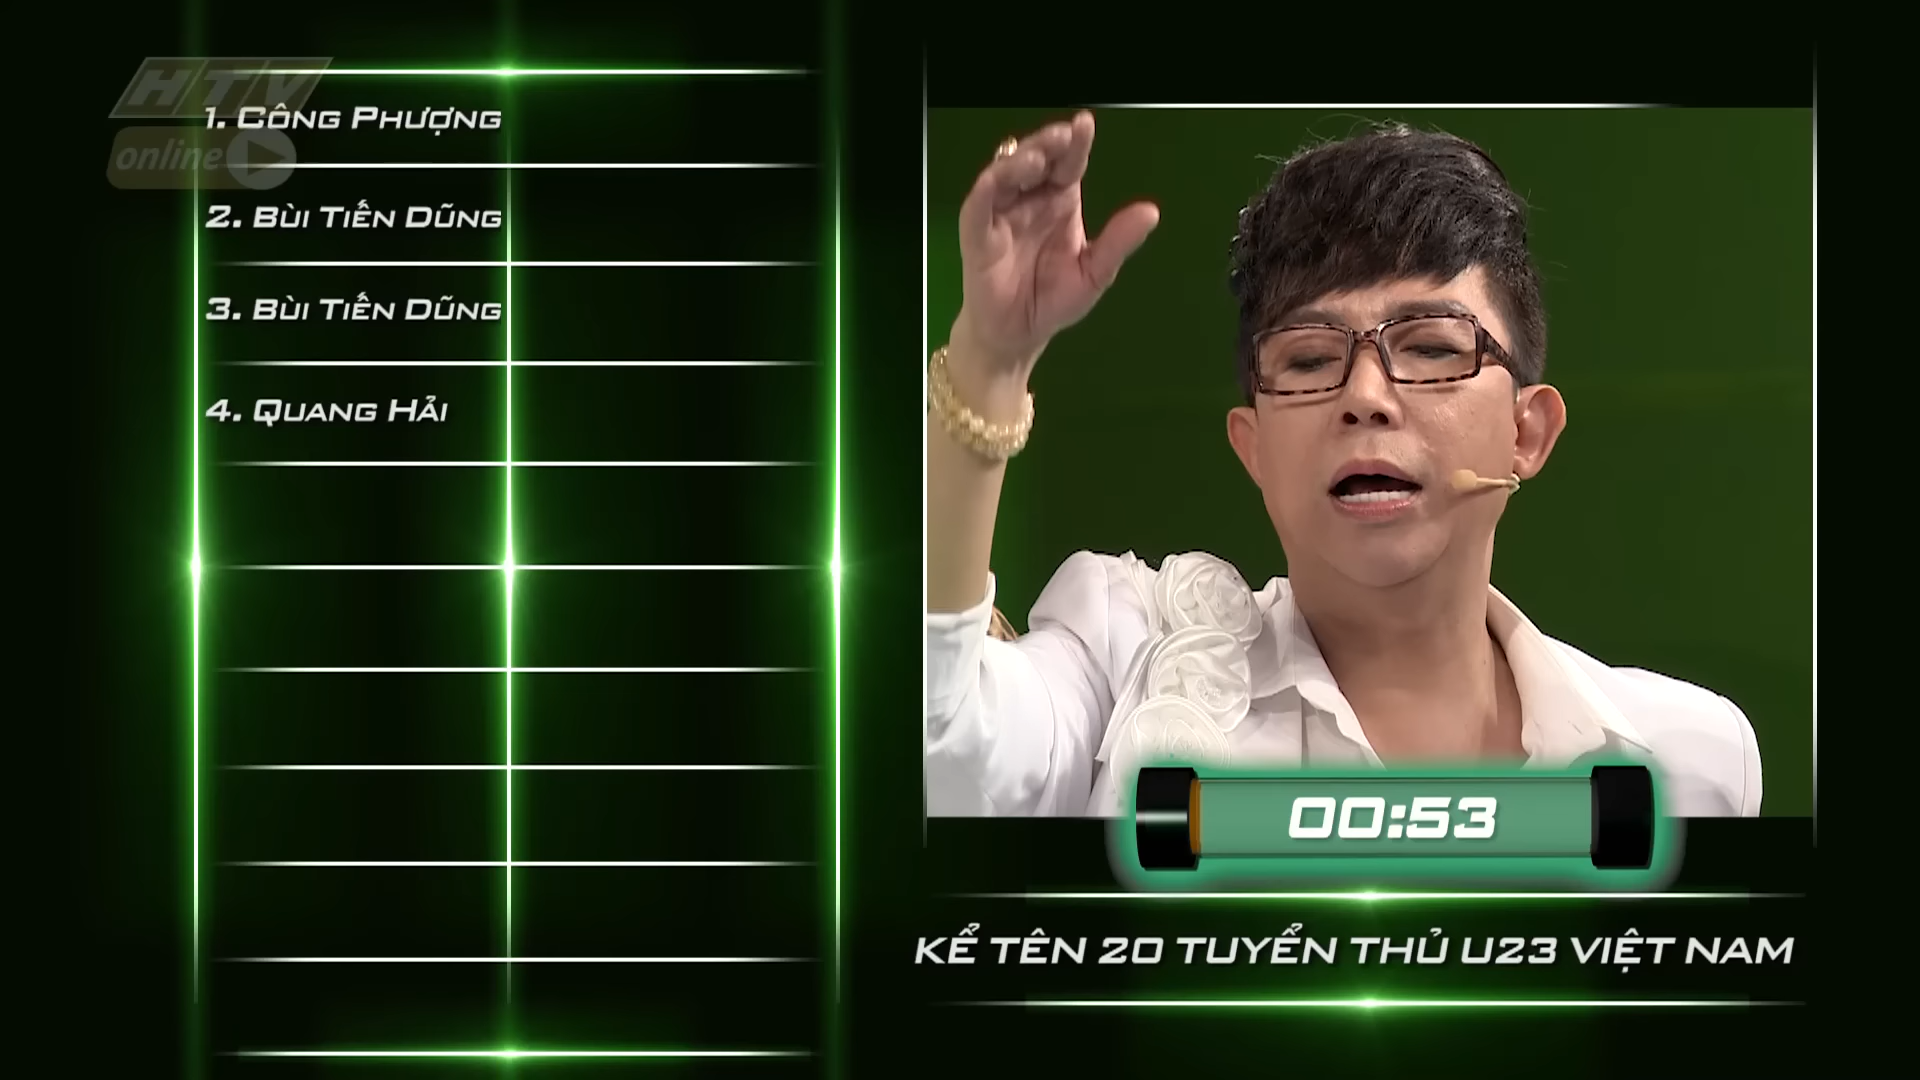 HTV
online
1. CÔNG PHƯỢNG
2. BÙI TIẾN DŨNG
3. BÙI TIẾN DŨNG
4. QUANG HẢI
00:53
KỂ TÊN 20 TUYỂN THỦ U23 VIỆT NAM